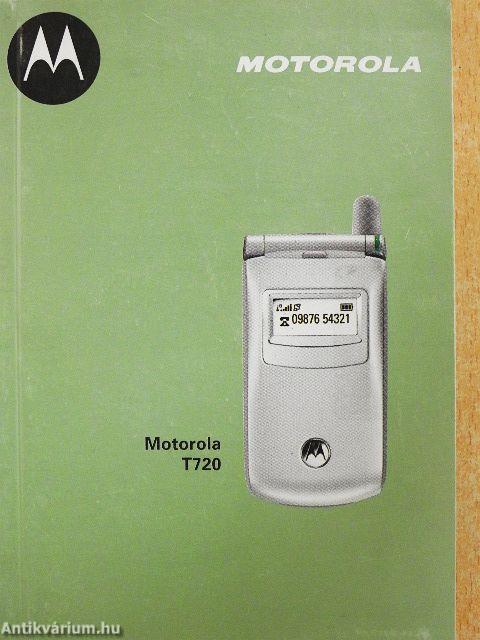 MOTOROLA
09876 54321
Motorola
T720
Antikvárium.hu